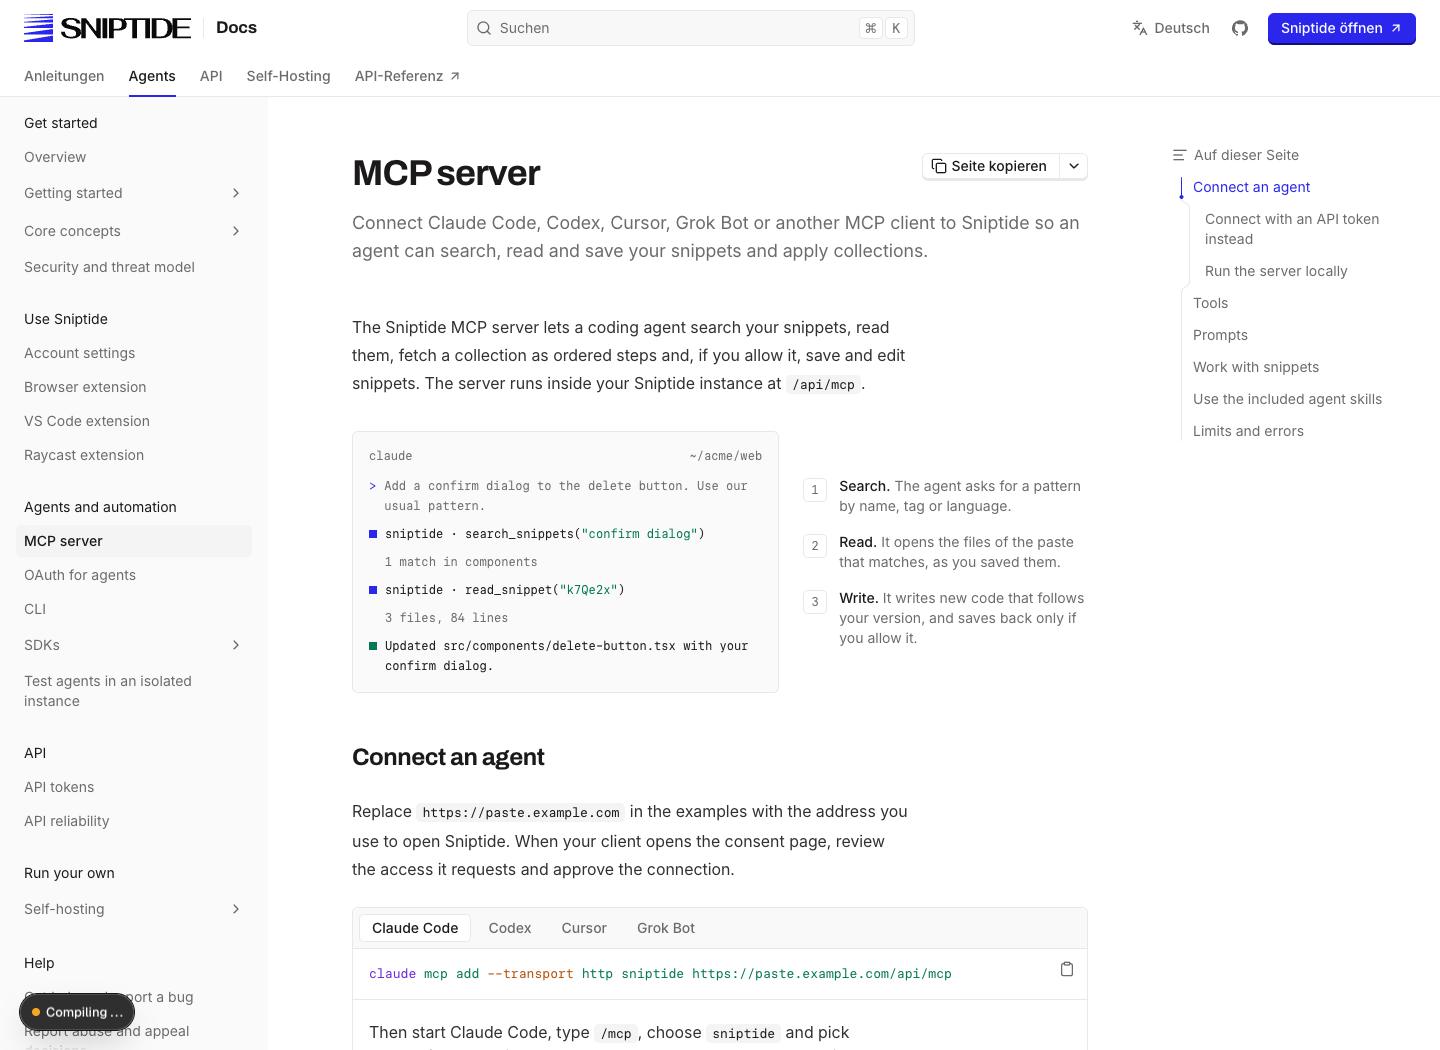 SNIPTIDE
Docs
Suchen
⌘ K
Deutsch
Sniptide öffnen
Anleitungen
Agents
API
Self-Hosting
API-Referenz
Get started
Overview
Getting started
Core concepts
Security and threat model
Use Sniptide
Account settings
Browser extension
VS Code extension
Raycast extension
Agents and automation
MCP server
OAuth for agents
CLI
SDKs
Test agents in an isolated
instance
API
API tokens
API reliability
Run your own
Self-hosting
Help
port a bug
Report abuse and appeal
Compiling ...
MCP server
Seite kopieren
Connect Claude Code, Codex, Cursor, Grok Bot or another MCP client to Sniptide so an
agent can search, read and save your snippets and apply collections.
The Sniptide MCP server lets a coding agent search your snippets, read
them, fetch a collection as ordered steps and, if you allow it, save and edit
snippets. The server runs inside your Sniptide instance at /api/mcp.
claude
~/acme/web
> Add a confirm dialog to the delete button. Use our
usual pattern.
sniptide · search_snippets("confirm dialog")
1 match in components
sniptide · read_snippet("k7Qe2x")
3 files, 84 lines
Updated src/components/delete-button.tsx with your
confirm dialog.
1 Search. The agent asks for a pattern
by name, tag or language.
2 Read. It opens the files of the paste
that matches, as you saved them.
3 Write. It writes new code that follows
your version, and saves back only if
you allow it.
Connect an agent
Replace https://paste.example.com in the examples with the address you
use to open Sniptide. When your client opens the consent page, review
the access it requests and approve the connection.
Claude Code
Codex
Cursor
Grok Bot
claude mcp add --transport http sniptide https://paste.example.com/api/mcp
Then start Claude Code, type /mcp, choose sniptide and pick
Auf dieser Seite
Connect an agent
Connect with an API token
instead
Run the server locally
Tools
Prompts
Work with snippets
Use the included agent skills
Limits and errors